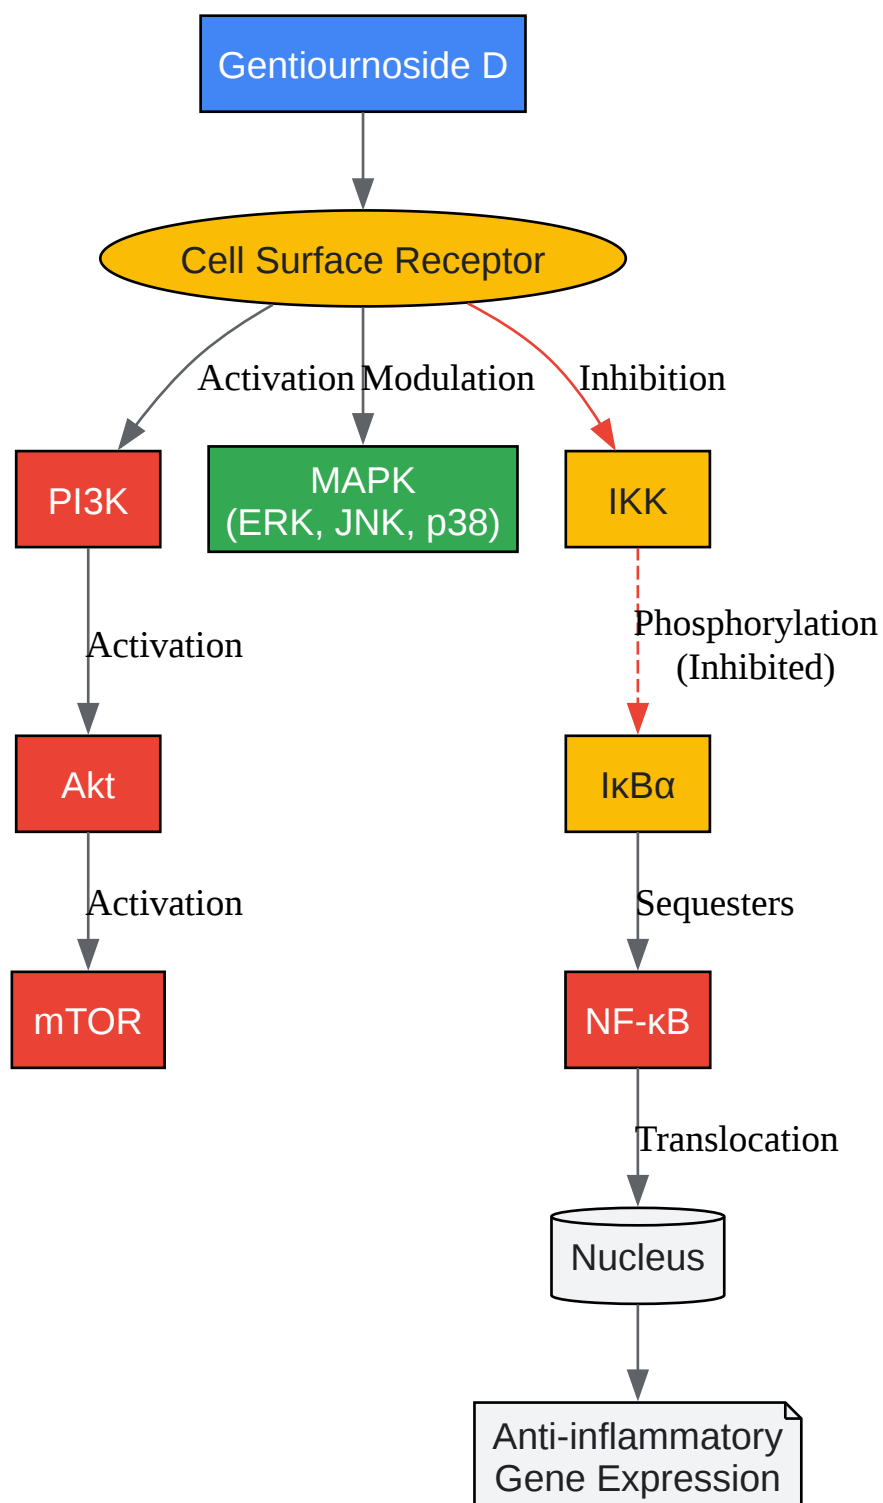 Gentiournoside D
Cell Surface Receptor
Activation
Modulation
Inhibition
PI3K
MAPK
(ERK, JNK, p38)
IKK
Activation
Phosphorylation
(Inhibited)
Akt
IκBα
Activation
Sequesters
mTOR
NF-κB
Translocation
Nucleus
Anti-inflammatory
Gene Expression